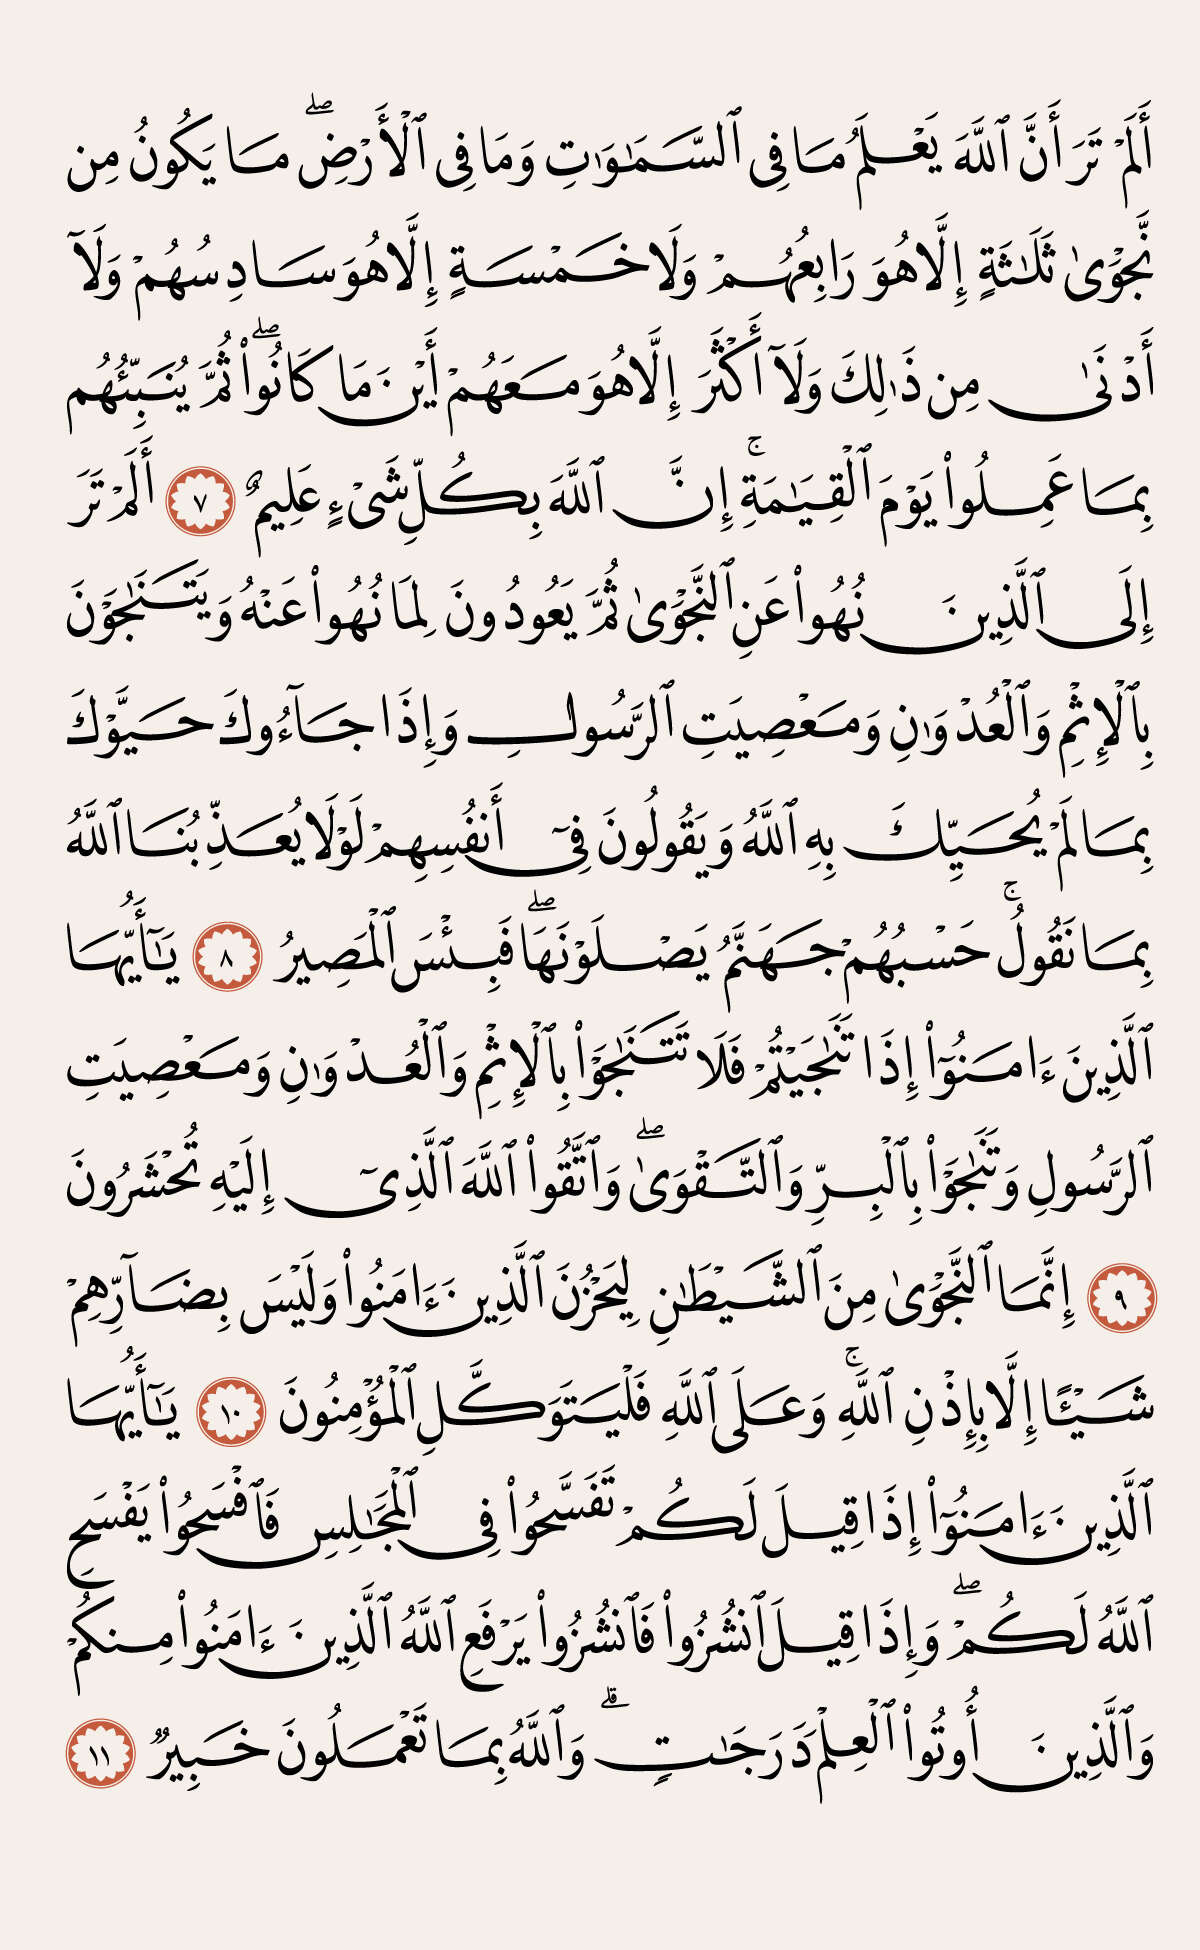 أَلَمْ تَرَ أَنَّ ٱللَّهَ يَعْلَمُ مَا فِى ٱلسَّمَٰوَٰتِ وَمَا فِى ٱلْأَرْضِ ۖ مَا يَكُونُ مِن
نَّجْوَىٰ ثَلَٰثَةٍ إِلَّا هُوَ رَابِعُهُمْ وَلَا خَمْسَةٍ إِلَّا هُوَ سَادِسُهُمْ وَلَآ
أَدْنَىٰ مِن ذَٰلِكَ وَلَآ أَكْثَرَ إِلَّا هُوَ مَعَهُمْ أَيْنَ مَا كَانُوا۟ ۖ ثُمَّ يُنَبِّئُهُم
بِمَا عَمِلُوا۟ يَوْمَ ٱلْقِيَٰمَةِ ۚ إِنَّ ٱللَّهَ بِكُلِّ شَىْءٍ عَلِيمٌ ٧ أَلَمْ تَرَ
إِلَى ٱلَّذِينَ نُهُوا۟ عَنِ ٱلنَّجْوَىٰ ثُمَّ يَعُودُونَ لِمَا نُهُوا۟ عَنْهُ وَيَتَنَٰجَوْنَ
بِٱلْإِثْمِ وَٱلْعُدْوَٰنِ وَمَعْصِيَتِ ٱلرَّسُولِ وَإِذَا جَآءُوكَ حَيَّوْكَ
بِمَا لَمْ يُحَيِّكَ بِهِ ٱللَّهُ وَيَقُولُونَ فِىٓ أَنفُسِهِمْ لَوْلَا يُعَذِّبُنَا ٱللَّهُ
بِمَا نَقُولُ ۚ حَسْبُهُمْ جَهَنَّمُ يَصْلَوْنَهَا ۖ فَبِئْسَ ٱلْمَصِيرُ ٨ يَٰٓأَيُّهَا
ٱلَّذِينَ ءَامَنُوٓا۟ إِذَا تَنَٰجَيْتُمْ فَلَا تَتَنَٰجَوْا۟ بِٱلْإِثْمِ وَٱلْعُدْوَٰنِ وَمَعْصِيَتِ
ٱلرَّسُولِ وَتَنَٰجَوْا۟ بِٱلْبِرِّ وَٱلتَّقْوَىٰ ۖ وَٱتَّقُوا۟ ٱللَّهَ ٱلَّذِىٓ إِلَيْهِ تُحْشَرُونَ
٩ إِنَّمَا ٱلنَّجْوَىٰ مِنَ ٱلشَّيْطَٰنِ لِيَحْزُنَ ٱلَّذِينَ ءَامَنُوا۟ وَلَيْسَ بِضَآرِّهِمْ
شَيْـًٔا إِلَّا بِإِذْنِ ٱللَّهِ ۚ وَعَلَى ٱللَّهِ فَلْيَتَوَكَّلِ ٱلْمُؤْمِنُونَ ١٠ يَٰٓأَيُّهَا
ٱلَّذِينَ ءَامَنُوٓا۟ إِذَا قِيلَ لَكُمْ تَفَسَّحُوا۟ فِى ٱلْمَجَٰلِسِ فَٱفْسَحُوا۟ يَفْسَحِ
ٱللَّهُ لَكُمْ ۖ وَإِذَا قِيلَ ٱنشُزُوا۟ فَٱنشُزُوا۟ يَرْفَعِ ٱللَّهُ ٱلَّذِينَ ءَامَنُوا۟ مِنكُمْ
وَٱلَّذِينَ أُوتُوا۟ ٱلْعِلْمَ دَرَجَٰتٍ ۗ وَٱللَّهُ بِمَا تَعْمَلُونَ خَبِيرٌ ١١